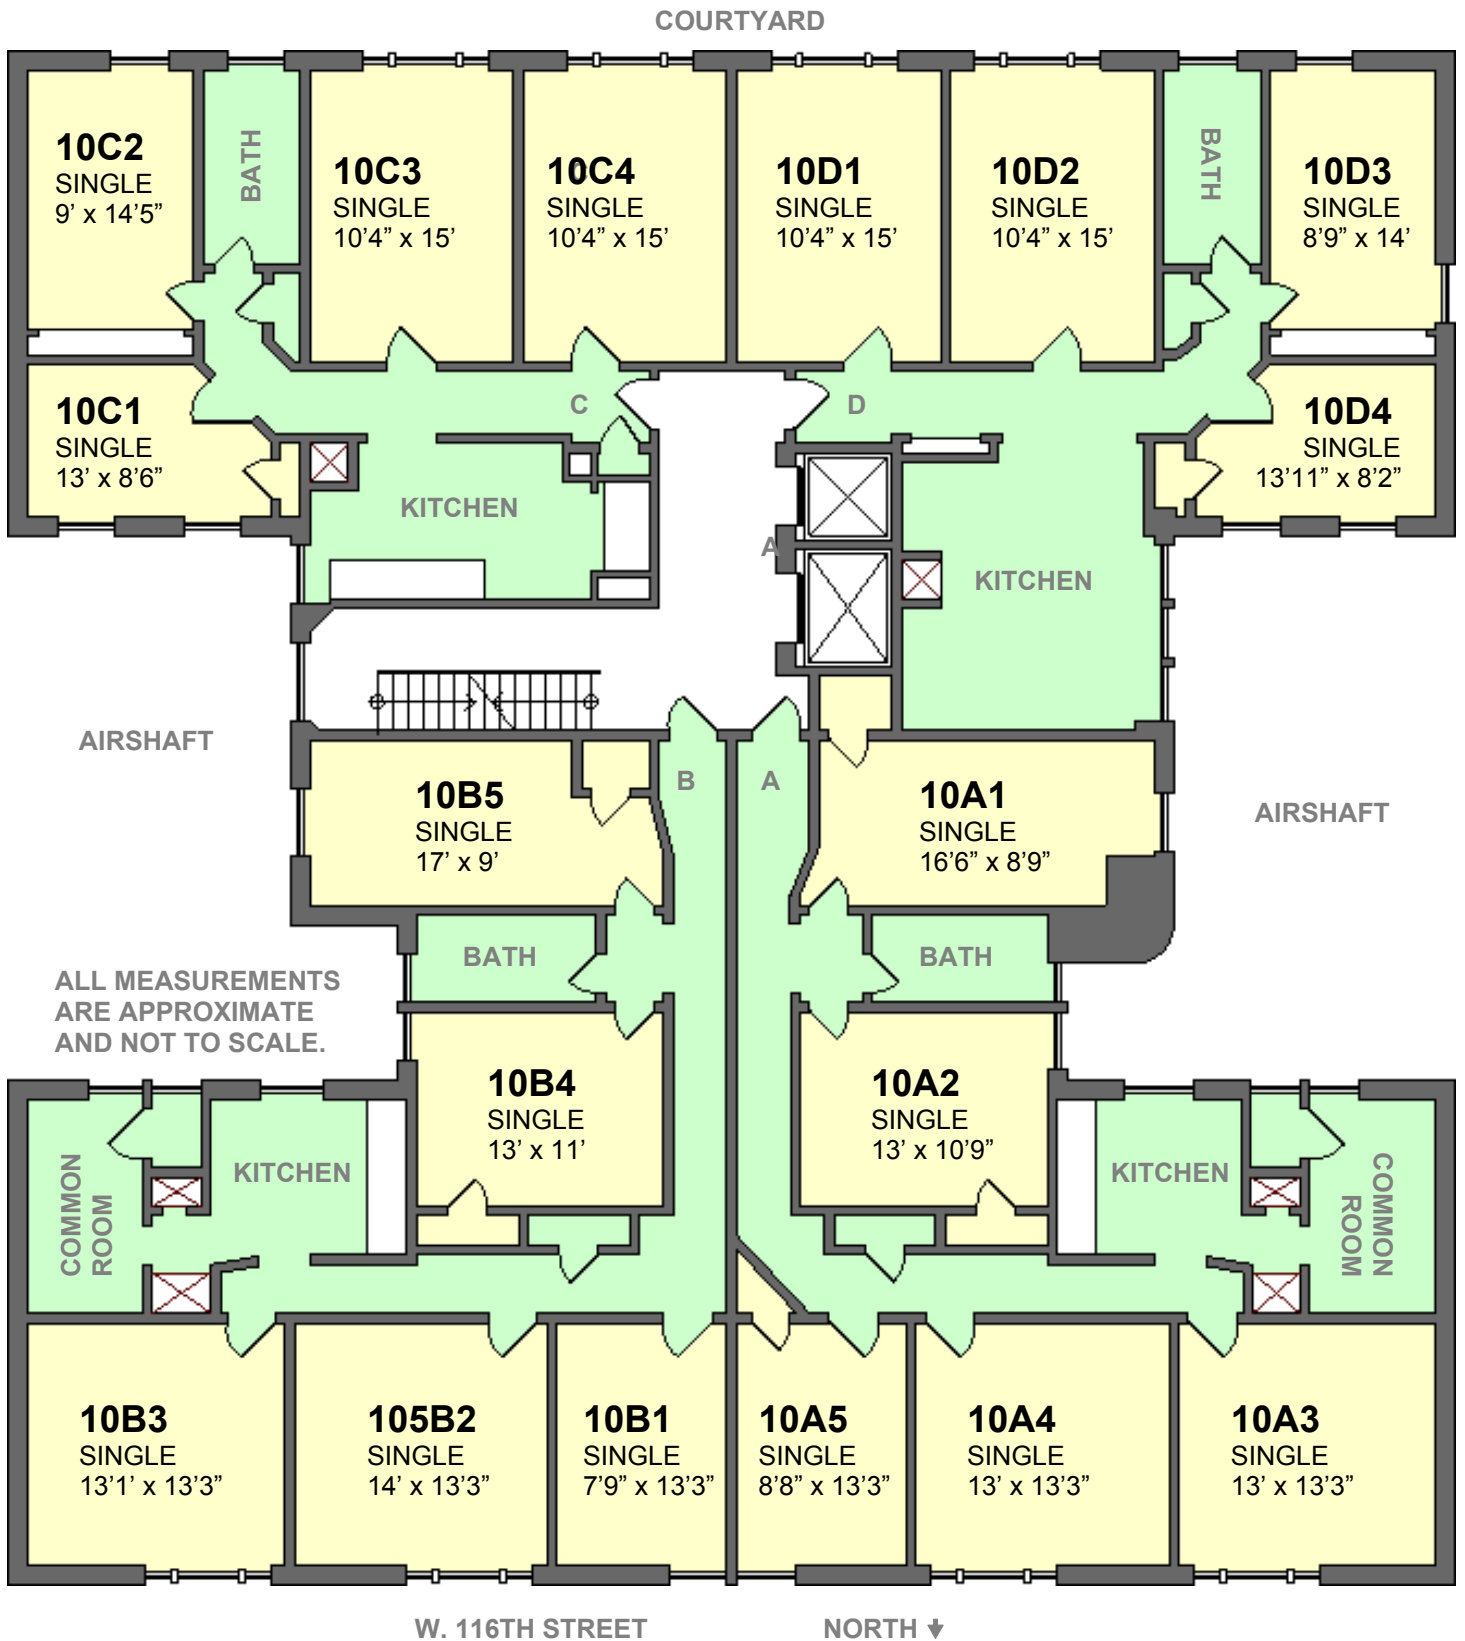 COURTYARD
10C2
SINGLE
9’ x 14’5”
BATH
10C3
SINGLE
10’4” x 15’
10C4
SINGLE
10’4” x 15’
10D1
SINGLE
10’4” x 15’
10D2
SINGLE
10’4” x 15’
BATH
10D3
SINGLE
8’9” x 14’
10C1
SINGLE
13’ x 8’6”
C
D
10D4
SINGLE
13’11” x 8’2”
KITCHEN
A
KITCHEN
AIRSHAFT
10B5
SINGLE
17’ x 9’
B
A
10A1
SINGLE
16’6” x 8’9”
AIRSHAFT
BATH
BATH
ALL MEASUREMENTS
ARE APPROXIMATE
AND NOT TO SCALE.
10B4
SINGLE
13’ x 11’
10A2
SINGLE
13’ x 10’9”
COMMON
ROOM
KITCHEN
KITCHEN
COMMON
ROOM
10B3
SINGLE
13’1’ x 13’3”
105B2
SINGLE
14’ x 13’3”
10B1
SINGLE
7’9” x 13’3”
10A5
SINGLE
8’8” x 13’3”
10A4
SINGLE
13’ x 13’3”
10A3
SINGLE
13’ x 13’3”
W. 116TH STREET
NORTH